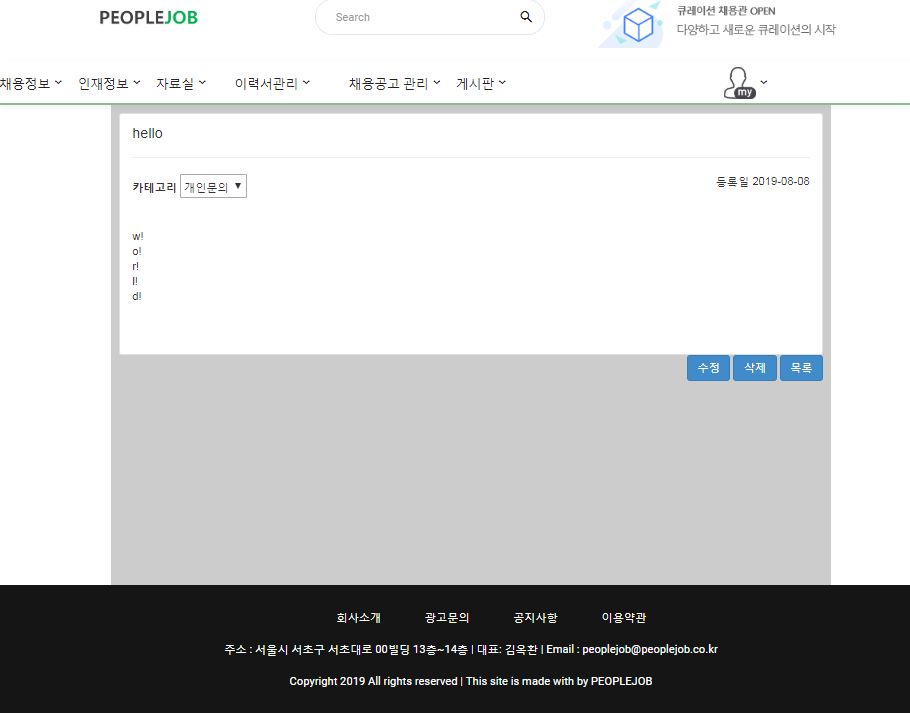 PEOPLEJOB
Search
큐레이션 채용관 OPEN
다양하고 새로운 큐레이션의 시작
채용정보 인재정보 자료실 이력서관리 채용공고 관리 게시판 my
hello
카테고리 개인문의 등록일 2019-08-08
w!
o!
r!
l!
d!
수정 삭제 목록
회사소개 광고문의 공지사항 이용약관
주소 : 서울시 서초구 서초대로 00빌딩 13층~14층 | 대표: 김옥환 | Email : peoplejob@peoplejob.co.kr
Copyright 2019 All rights reserved | This site is made with by PEOPLEJOB